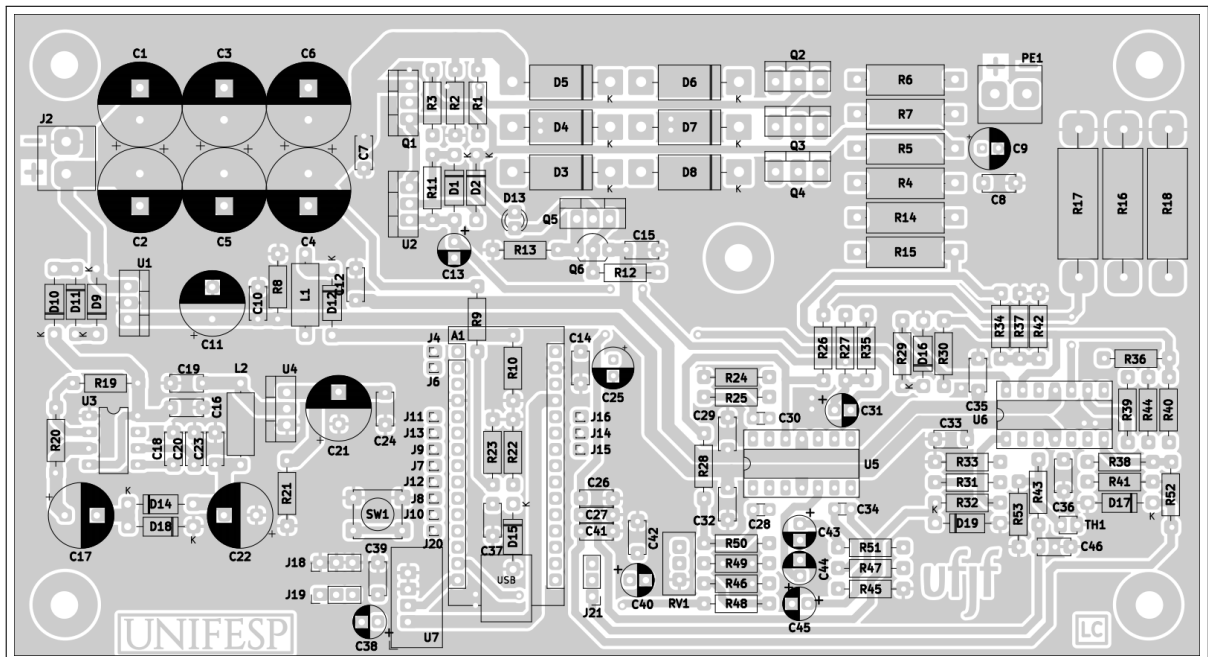 C1 C3 C6
J2
C2 C5 C4
C7
R3 R2 R1
Q1
R11 D1 D2
U2
C13
D13
Q5
R13
Q6
C15
R12
D5 K D6 K
D4 K D7 K
D3 K D8 K
Q2
Q3
Q4
R6
R7
R5
R4
R14
R15
PE1
C9
C8
R17 R16 R18
D10 D11 D9
K
K
K
U1
C11
C10
R8
L1
D12
K
C12
R9
J4
J6
A1
R10
C14
C25
R19
U3
R20
C19
C16
L2
U4
C18 C20 C23
C21
C24
R21
C17
D14 K
D18 K
C22
SW1
J11
J13
J9
J7
J12
J8
J10
J20
J16
J14
J15
R23 R22
K
D15
C37
USB
C26
C27
C41
C42
C40
J21
RV1
J18
J19
C39
C38
U7
R24
R25
C29
C30
R28
U5
C32
C28
C34
C31
R26 R27 R35
R29 D16 R30
K
R34 R37 R42
C35
U6
R36
R39 R44 R40
C33
R33
R31
R32
D19
K
R53
R43
C36
R38
R41
D17
K
R52
TH1
C46
C43
C44
C45
R50
R49
R46
R48
R51
R47
R45
UNIFESP
ufjf
LC